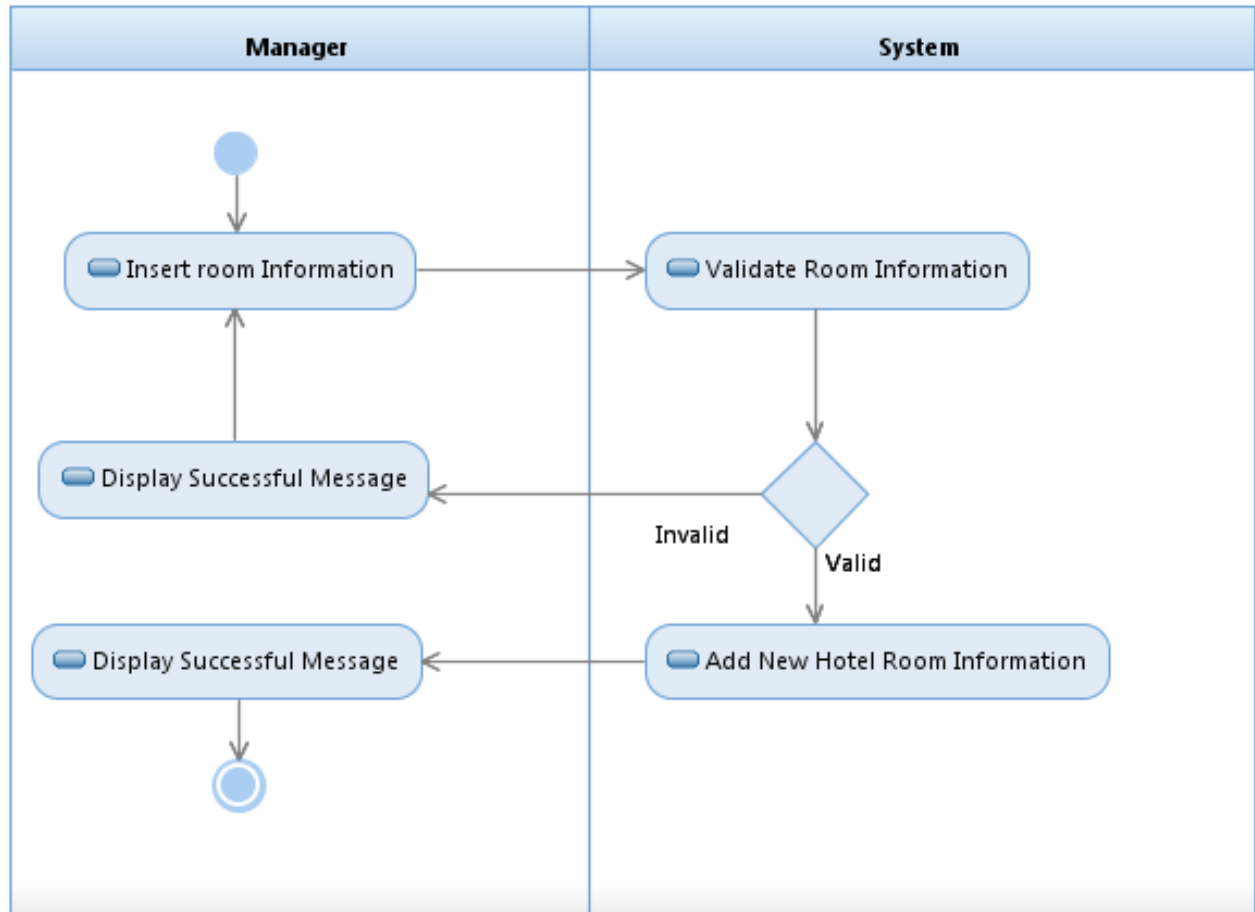 Manager
System
Insert room Information
Validate Room Information
Display Successful Message
Invalid
Valid
Display Successful Message
Add New Hotel Room Information